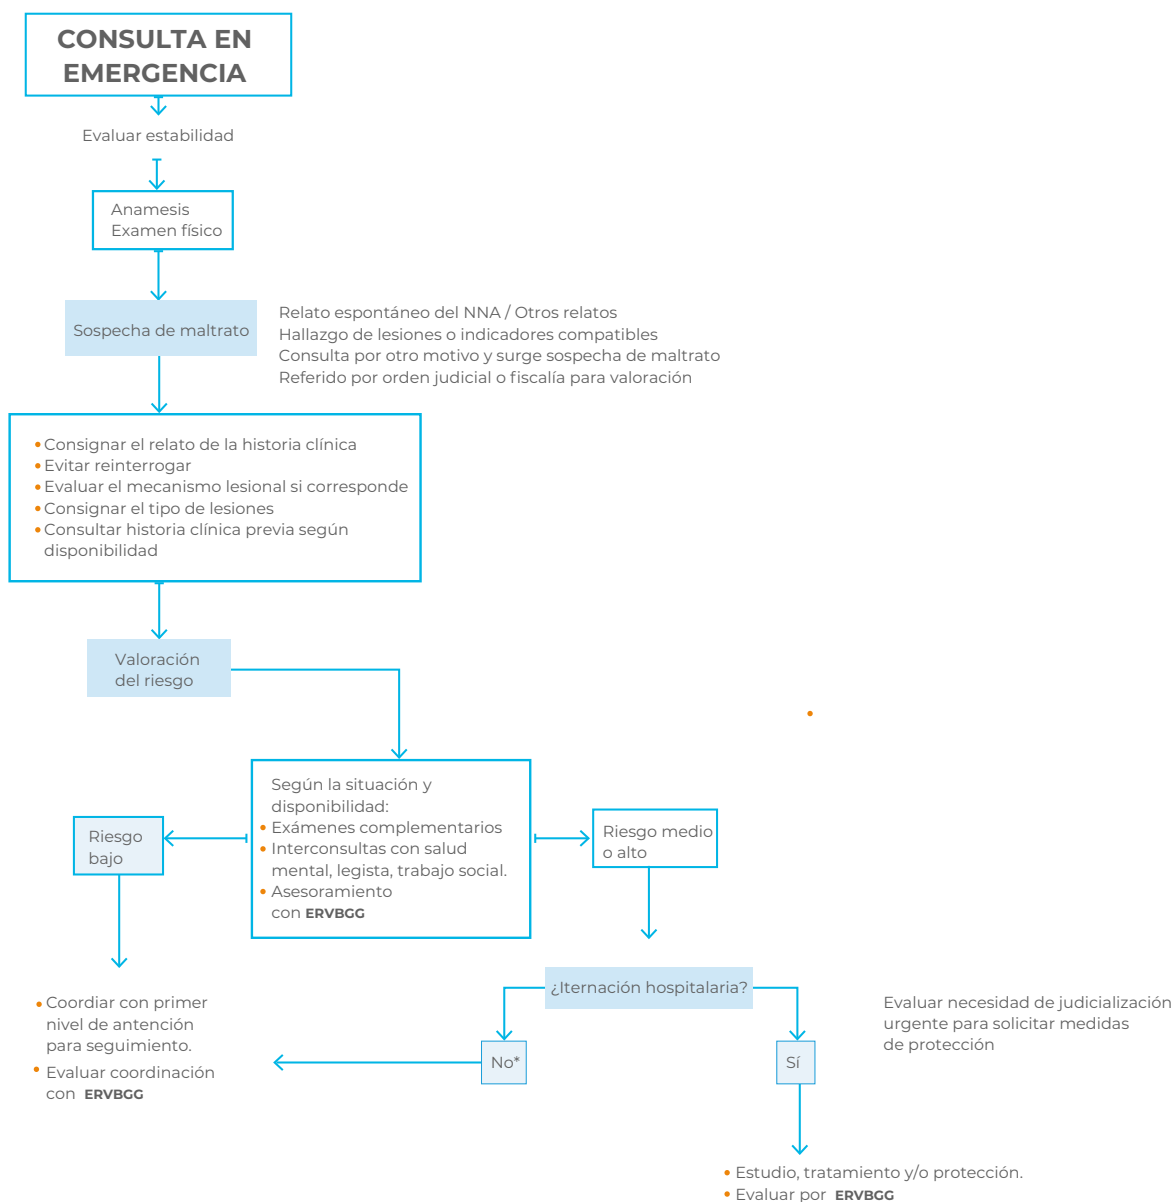 CONSULTA EN
EMERGENCIA
Evaluar estabilidad
Anamesis
Examen físico
Sospecha de maltrato
Relato espontáneo del NNA / Otros relatos
Hallazgo de lesiones o indicadores compatibles
Consulta por otro motivo y surge sospecha de maltrato
Referido por orden judicial o fiscalía para valoración
• Consignar el relato de la historia clínica
• Evitar reinterrogar
• Evaluar el mecanismo lesional si corresponde
• Consignar el tipo de lesiones
• Consultar historia clínica previa según
disponibilidad
Valoración
del riesgo
Según la situación y
disponibilidad:
• Exámenes complementarios
• Interconsultas con salud
mental, legista, trabajo social.
• Asesoramiento
con ERVBGG
Riesgo
bajo
Riesgo medio
o alto
• Coordiar con primer
nivel de antención
para seguimiento.
• Evaluar coordinación
con ERVBGG
¿Iternación hospitalaria?
No*
Sí
Evaluar necesidad de judicialización
urgente para solicitar medidas
de protección
• Estudio, tratamiento y/o protección.
• Evaluar por ERVBGG